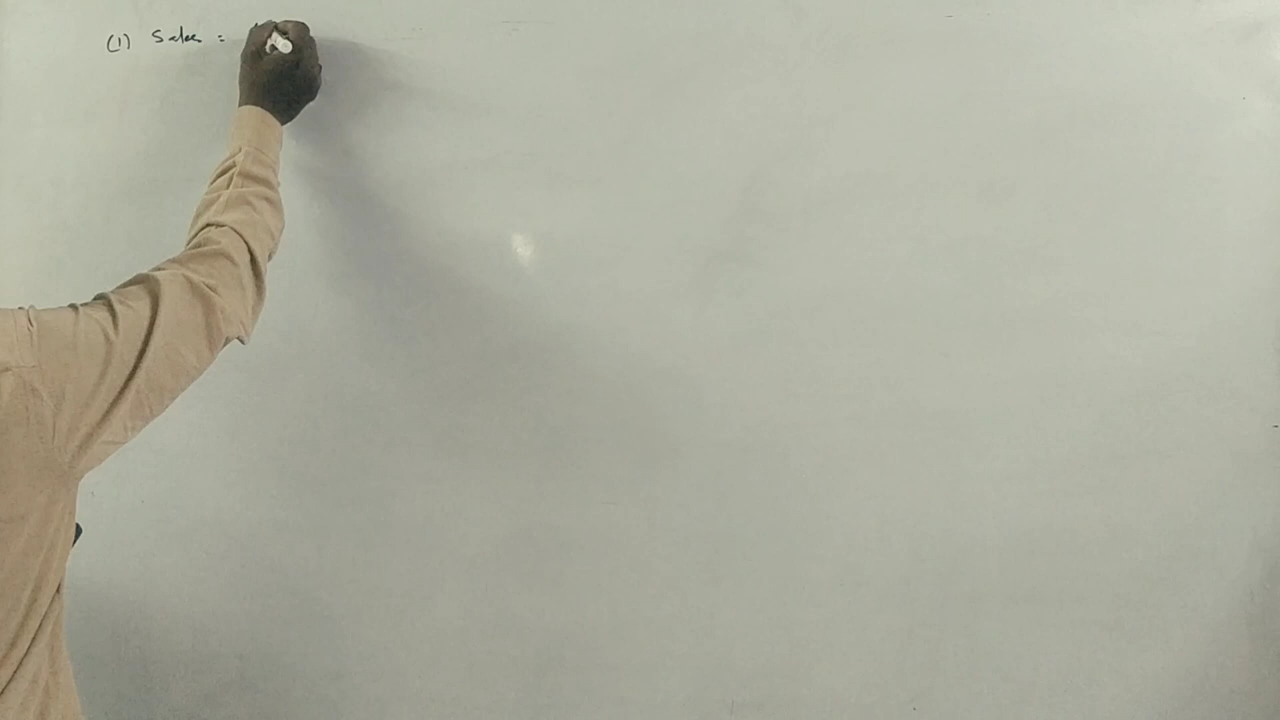 (1) Sales =